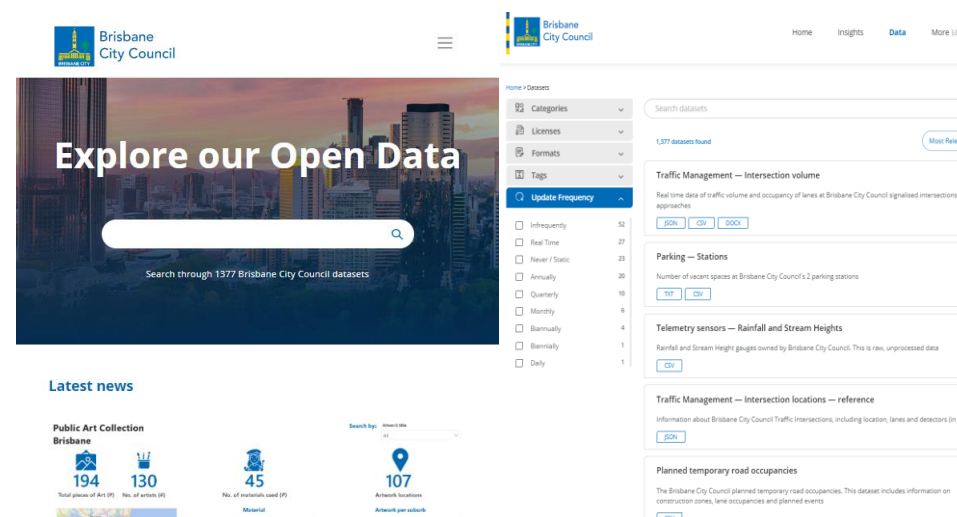 Brisbane
City Council
BRISBANE CITY
Explore our Open Data
Search through 1377 Brisbane City Council datasets
Latest news
Public Art Collection
Brisbane
Search by:
Artwork title
All
194
Total pieces of Art (#)
130
No. of artists (#)
45
No. of materials used (#)
107
Artwork locations
Material
Artwork per suburb
Brisbane
City Council
BRISBANE CITY
Home
Insights
Data
More
Home > Datasets
Categories
Licenses
Formats
Tags
Update Frequency
Infrequently 52
Real Time 27
Never / Static 23
Annually 20
Quarterly 10
Monthly 6
Biannually 4
Biennially 1
Daily 1
Search datasets
1,377 datasets found
Most Rele
Traffic Management — Intersection volume
Real time data of traffic volume and occupancy of lanes at Brisbane City Council signalised intersections
approaches
JSON CSV DOCX
Parking — Stations
Number of vacant spaces at Brisbane City Council's 2 parking stations
TXT CSV
Telemetry sensors — Rainfall and Stream Heights
Rainfall and Stream Height gauges owned by Brisbane City Council. This is raw, unprocessed data
CSV
Traffic Management — Intersection locations — reference
Information about Brisbane City Council Traffic Intersections, including location, lanes and detectors (in
JSON
Planned temporary road occupancies
The Brisbane City Council planned temporary road occupancies. This dataset includes information on
construction zones, lane occupancies and planned events
CSV